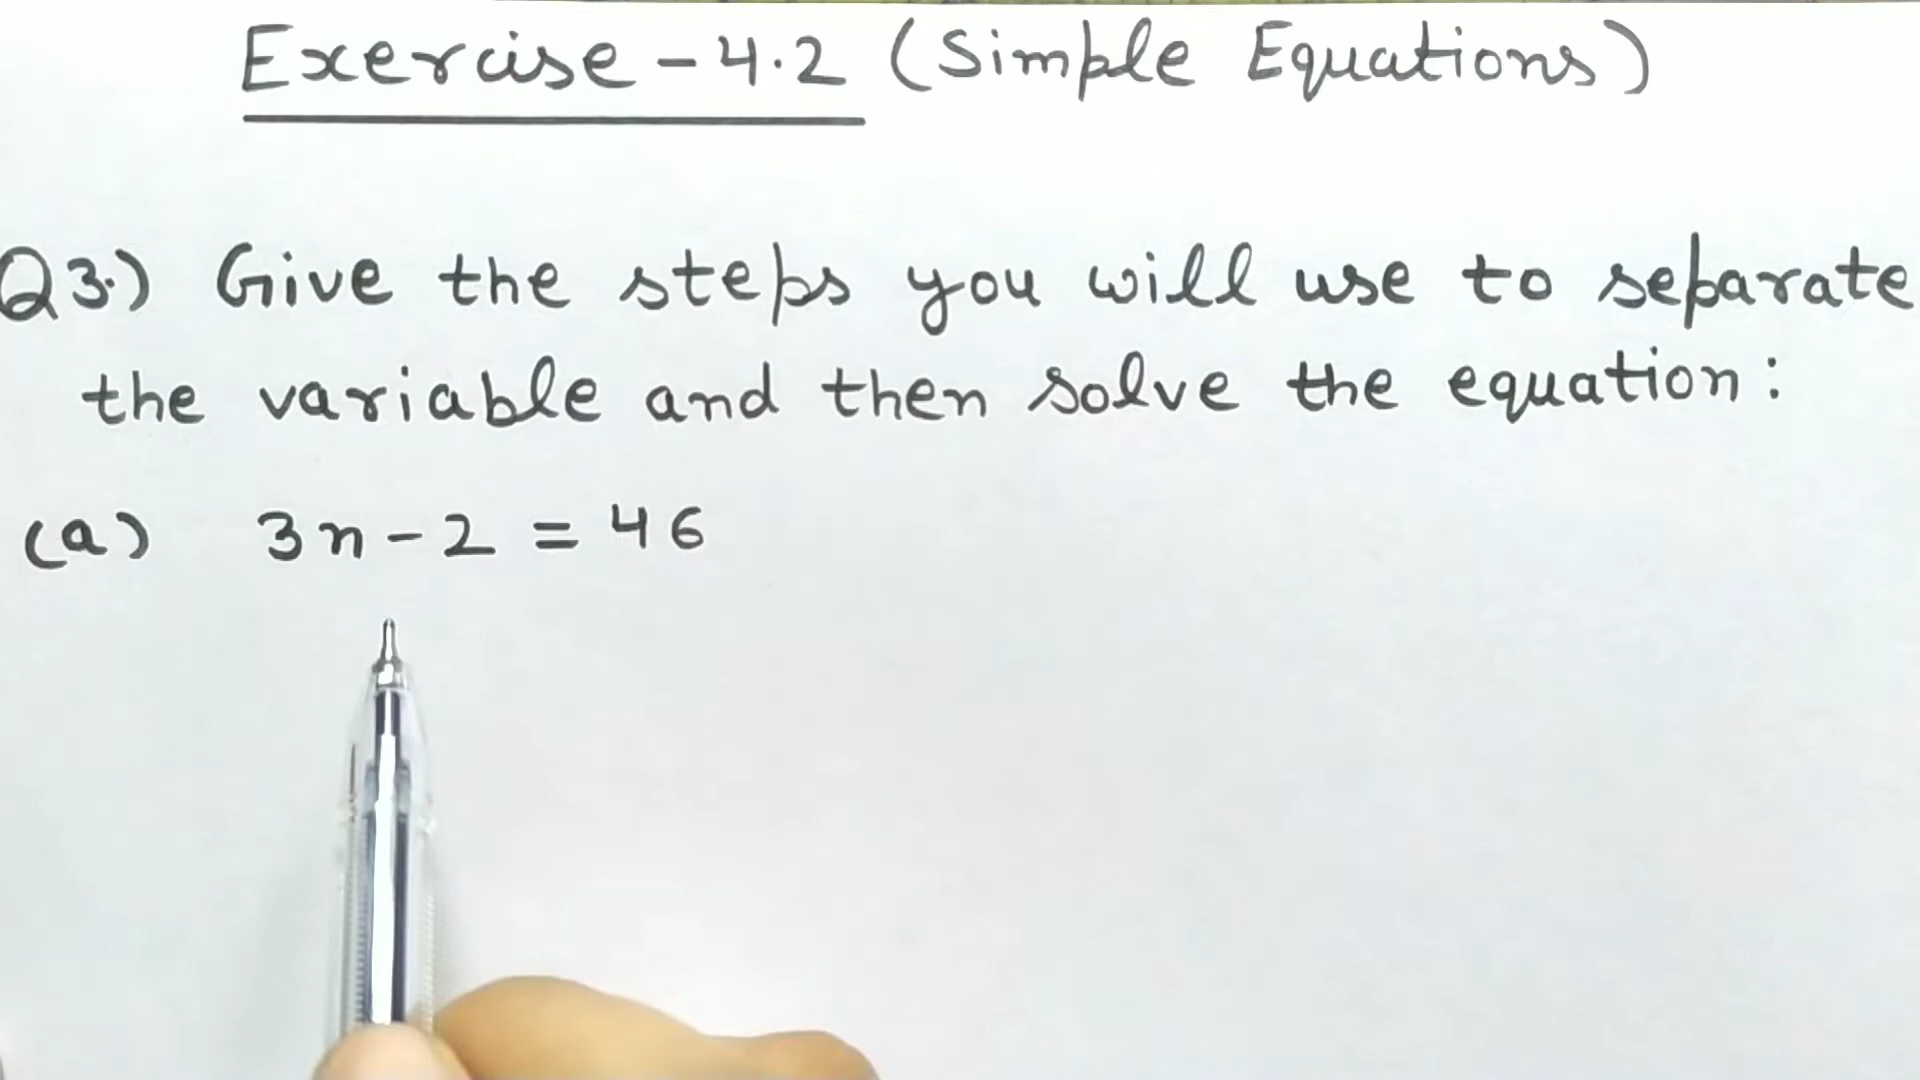 Exercise - 4.2 (Simple Equations)
Q3.) Give the steps you will use to separate
the variable and then solve the equation:
(a) 3n - 2 = 46